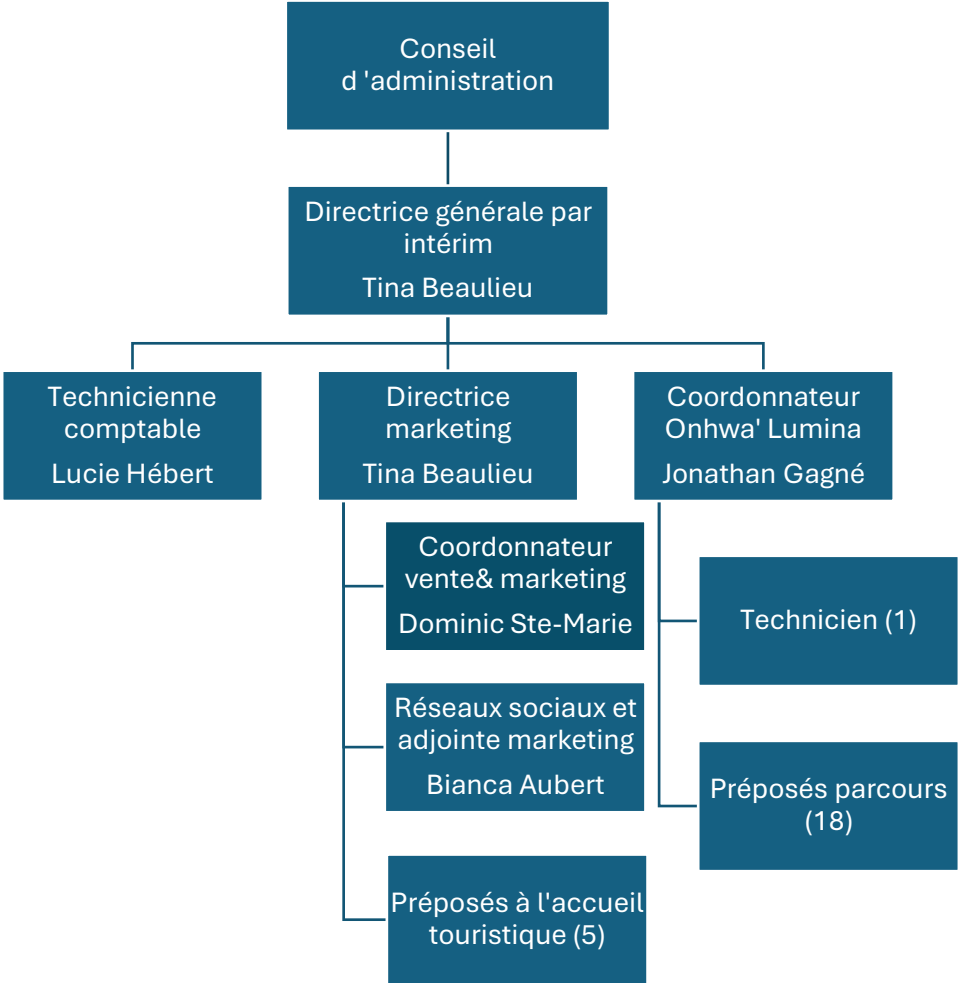 Conseil
d 'administration
Directrice générale par
intérim
Tina Beaulieu
Technicienne
comptable
Lucie Hébert
Directrice
marketing
Tina Beaulieu
Coordonnateur
Onhwa' Lumina
Jonathan Gagné
Coordonnateur
vente& marketing
Dominic Ste-Marie
Réseaux sociaux et
adjointe marketing
Bianca Aubert
Préposés à l'accueil
touristique (5)
Technicien (1)
Préposés parcours
(18)